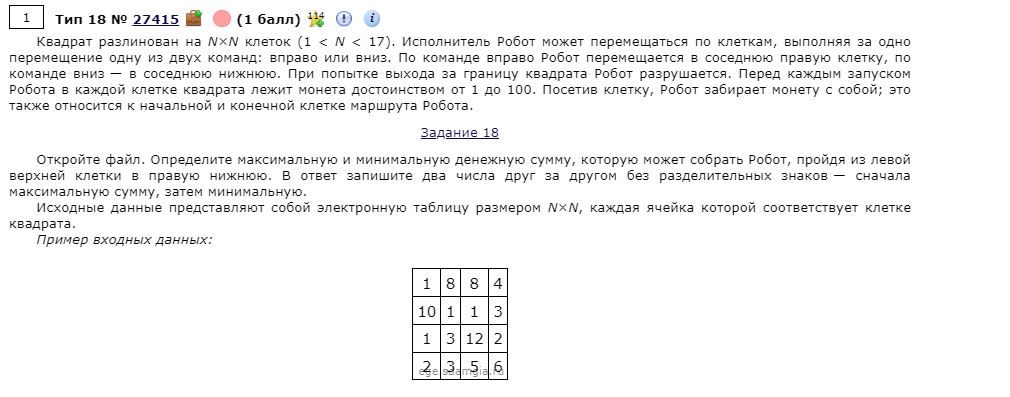 1 Тип 18 № 27415 (1 балл) 114 i
Квадрат разлинован на N×N клеток (1 < N < 17). Исполнитель Робот может перемещаться по клеткам, выполняя за одно
перемещение одну из двух команд: вправо или вниз. По команде вправо Робот перемещается в соседнюю правую клетку, по
команде вниз — в соседнюю нижнюю. При попытке выхода за границу квадрата Робот разрушается. Перед каждым запуском
Робота в каждой клетке квадрата лежит монета достоинством от 1 до 100. Посетив клетку, Робот забирает монету с собой; это
также относится к начальной и конечной клетке маршрута Робота.
Задание 18
Откройте файл. Определите максимальную и минимальную денежную сумму, которую может собрать Робот, пройдя из левой
верхней клетки в правую нижнюю. В ответ запишите два числа друг за другом без разделительных знаков — сначала
максимальную сумму, затем минимальную.
Исходные данные представляют собой электронную таблицу размером N×N, каждая ячейка которой соответствует клетке
квадрата.
Пример входных данных:
1 8 8 4
10 1 1 3
1 3 12 2
2 3 5 6
ege.sdamgia.ru